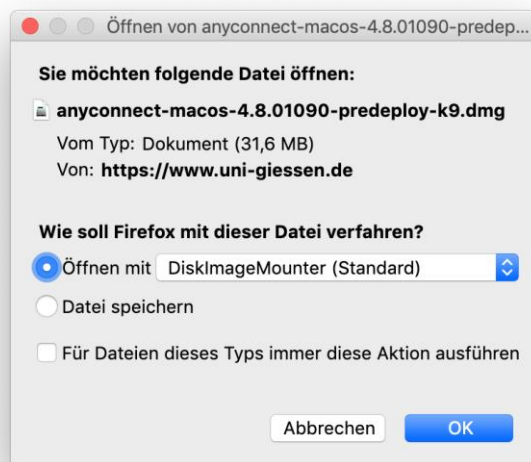 Öffnen von anyconnect-macos-4.8.01090-predep...
Sie möchten folgende Datei öffnen:
anyconnect-macos-4.8.01090-predeploy-k9.dmg
Vom Typ: Dokument (31,6 MB)
Von: https://www.uni-giessen.de
Wie soll Firefox mit dieser Datei verfahren?
Öffnen mit DiskImageMounter (Standard)
Datei speichern
Für Dateien dieses Typs immer diese Aktion ausführen
Abbrechen OK